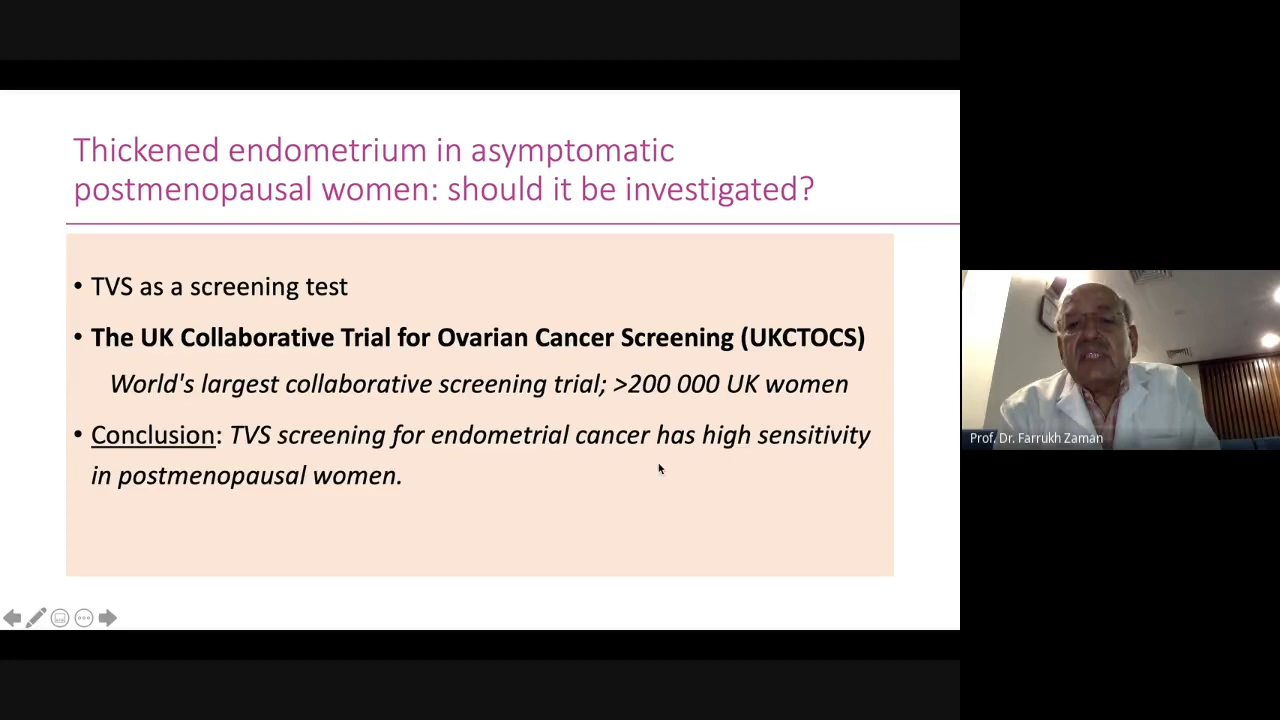 Thickened endometrium in asymptomatic
postmenopausal women: should it be investigated?
• TVS as a screening test
• The UK Collaborative Trial for Ovarian Cancer Screening (UKCTOCS)
World's largest collaborative screening trial; >200 000 UK women
• Conclusion: TVS screening for endometrial cancer has high sensitivity
in postmenopausal women.
Prof. Dr. Farrukh Zaman